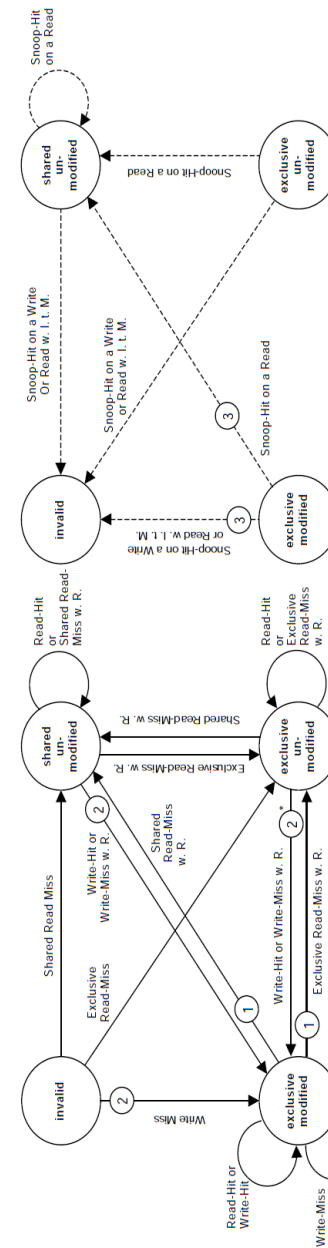 invalid
Shared Read Miss
shared
un-
modified
Read-Hit
or
Shared Read-
Miss w. R.
2
Write Miss
Exclusive
Read-Miss
2
Write-Hit or
Write-Miss w. R.
Shared
Read-Miss
w. R.
1
Exclusive Read-Miss w. R.
Shared Read-Miss w. R.
Read-Hit or
Write-Hit
exclusive
modified
Write-Miss
Write-Hit or Write-Miss w. R.
2
*
1
Exclusive Read-Miss w. R.
exclusive
un-
modified
Read-Hit
or
Exclusive
Read-Miss
w. R.
invalid
Snoop-Hit on a Write
Or Read w. I. t. M.
shared
un-
modified
Snoop-Hit
on a Read
3
Snoop-Hit on a Write
or Read w. I. t. M.
Snoop-Hit on a Write
or Read w. I. t. M.
3
Snoop-Hit on a Read
Snoop-Hit on a Read
exclusive
modified
exclusive
un-
modified